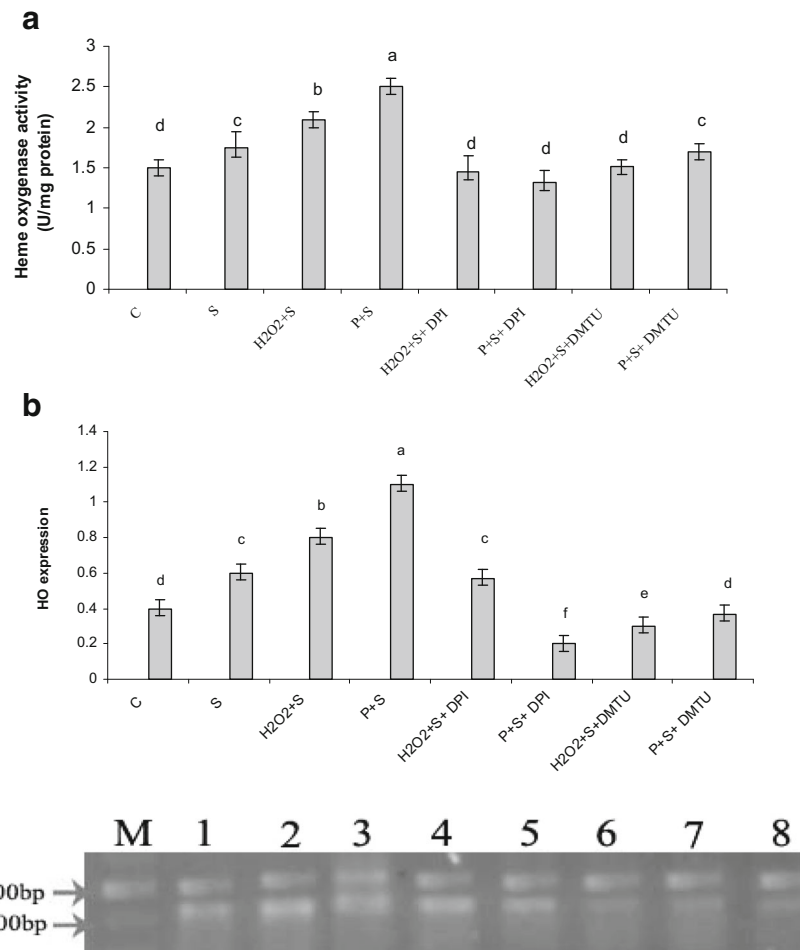 a
Heme oxygenase activity
(U/mg protein)
3
2.5
2
1.5
1
0.5
0
d
c
b
a
d
d
d
c
C
S
H2O2+S
P+S
H2O2+S+ DPI
P+S+ DPI
H2O2+S+DMTU
P+S+ DMTU
b
HO expression
1.4
1.2
1
0.8
0.6
0.4
0.2
0
d
c
b
a
c
f
e
d
C
S
H2O2+S
P+S
H2O2+S+ DPI
P+S+ DPI
H2O2+S+DMTU
P+S+ DMTU
M 1 2 3 4 5 6 7 8
00bp
00bp